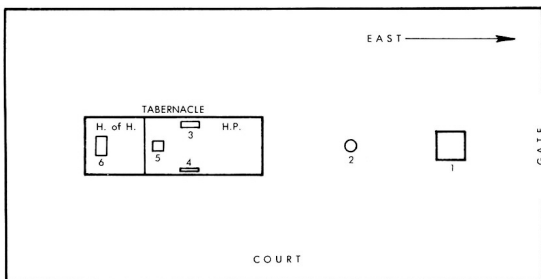 EAST
TABERNACLE
H. of H.
H.P.
3
6
5
4
2
1
GATE
COURT